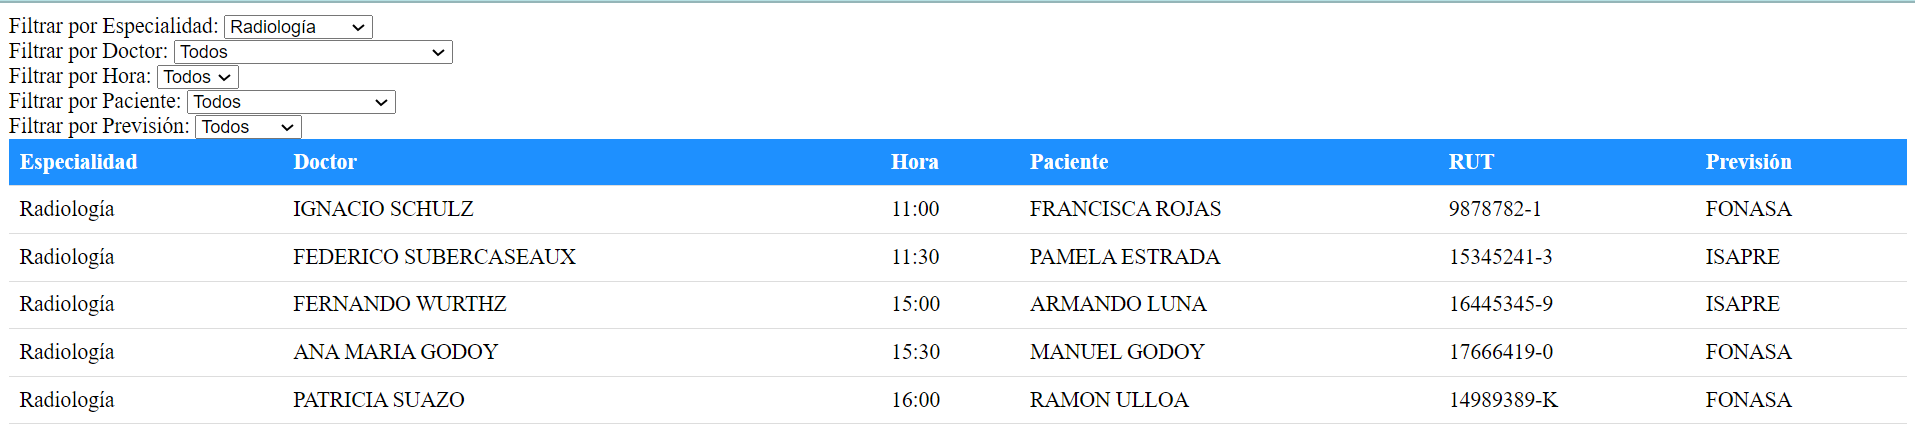 Filtrar por Especialidad: Radiología
Filtrar por Doctor: Todos
Filtrar por Hora: Todos
Filtrar por Paciente: Todos
Filtrar por Previsión: Todos
Especialidad Doctor Hora Paciente RUT Previsión
Radiología IGNACIO SCHULZ 11:00 FRANCISCA ROJAS 9878782-1 FONASA
Radiología FEDERICO SUBERCASEAUX 11:30 PAMELA ESTRADA 15345241-3 ISAPRE
Radiología FERNANDO WURTHZ 15:00 ARMANDO LUNA 16445345-9 ISAPRE
Radiología ANA MARIA GODOY 15:30 MANUEL GODOY 17666419-0 FONASA
Radiología PATRICIA SUAZO 16:00 RAMON ULLOA 14989389-K FONASA